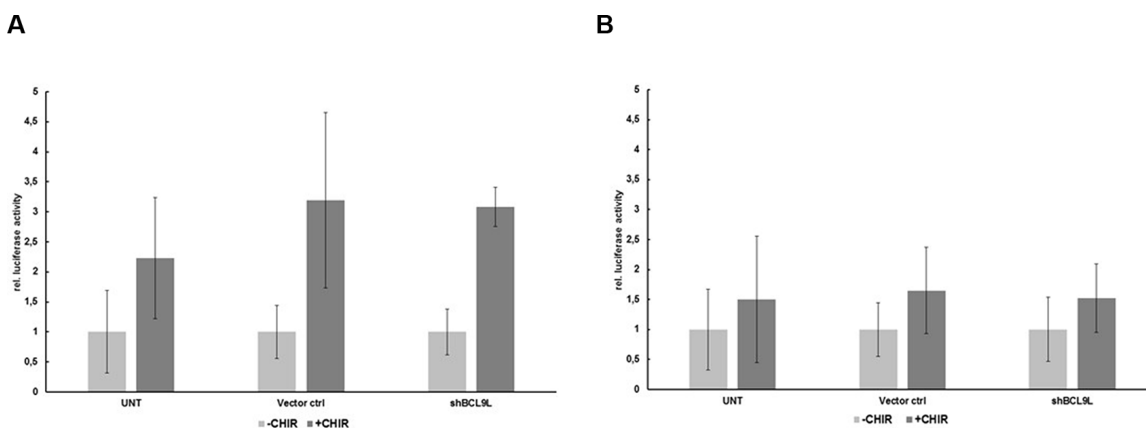 A
B
rel. luciferase activity
5
4,5
4
3,5
3
2,5
2
1,5
1
0,5
0
UNT Vector ctrl shBCL9L
-CHIR +CHIR
rel. luciferase activity
5
4,5
4
3,5
3
2,5
2
1,5
1
0,5
0
UNT Vector ctrl shBCL9L
-CHIR +CHIR